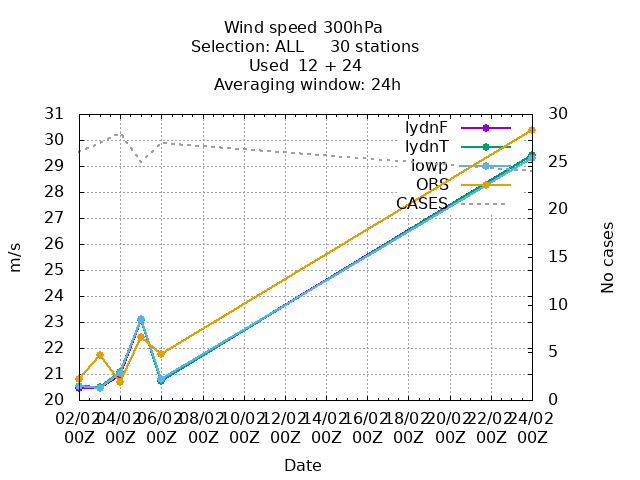 Wind speed 300hPa
Selection: ALL 30 stations
Used 12 + 24
Averaging window: 24h
31
30
29
28
27
26
25
24
23
22
21
20
m/s
30
25
20
15
10
5
0
No cases
lydnF
lydnT
iowp
OBS
CASES
02/02 04/02 06/02 08/02 10/02 12/02 14/02 16/02 18/02 20/02 22/02 24/02
00Z 00Z 00Z 00Z 00Z 00Z 00Z 00Z 00Z 00Z 00Z 00Z
Date